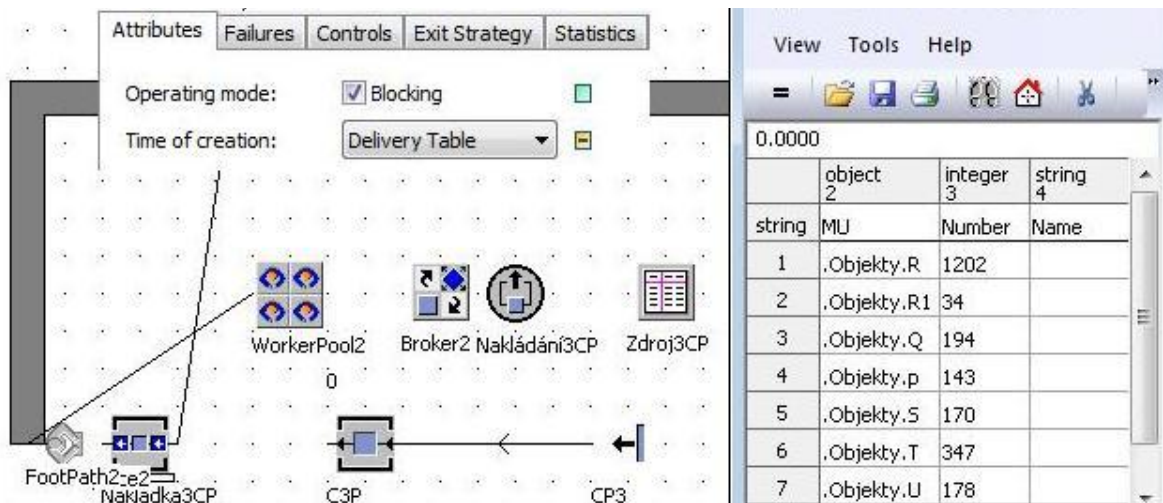 Attributes Failures Controls Exit Strategy Statistics
Operating mode: Blocking
Time of creation: Delivery Table
WorkerPool2 Broker2 Nakládání3CP Zdroj3CP
0
FootPath2 ce2
Nakladka3CP C3P CP3
View Tools Help
0.0000
object 2 integer 3 string 4
string MU Number Name
1 .Objekty.R 1202
2 .Objekty.R1 34
3 .Objekty.Q 194
4 .Objekty.p 143
5 .Objekty.S 170
6 .Objekty.T 347
7 .Objekty.U 178